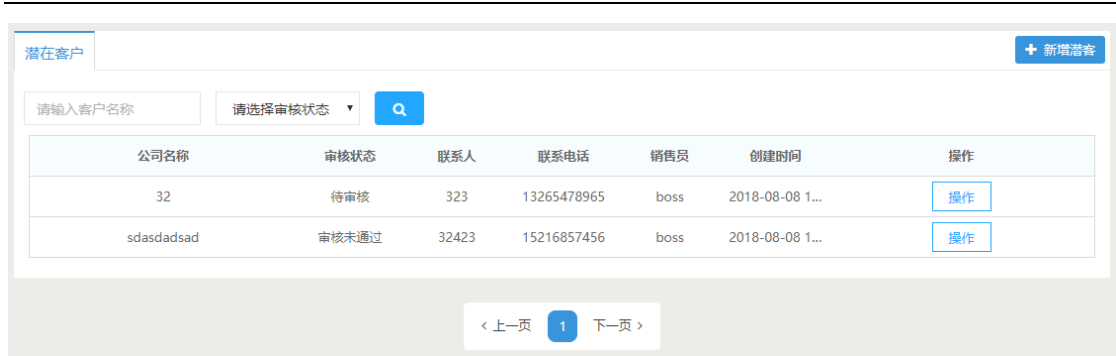 潜在客户
新增潜客
请输入客户名称 请选择审核状态
公司名称 审核状态 联系人 联系电话 销售员 创建时间 操作
32 待审核 323 13265478965 boss 2018-08-08 1... 操作
sdasdadsad 审核未通过 32423 15216857456 boss 2018-08-08 1... 操作
上一页 1 下一页